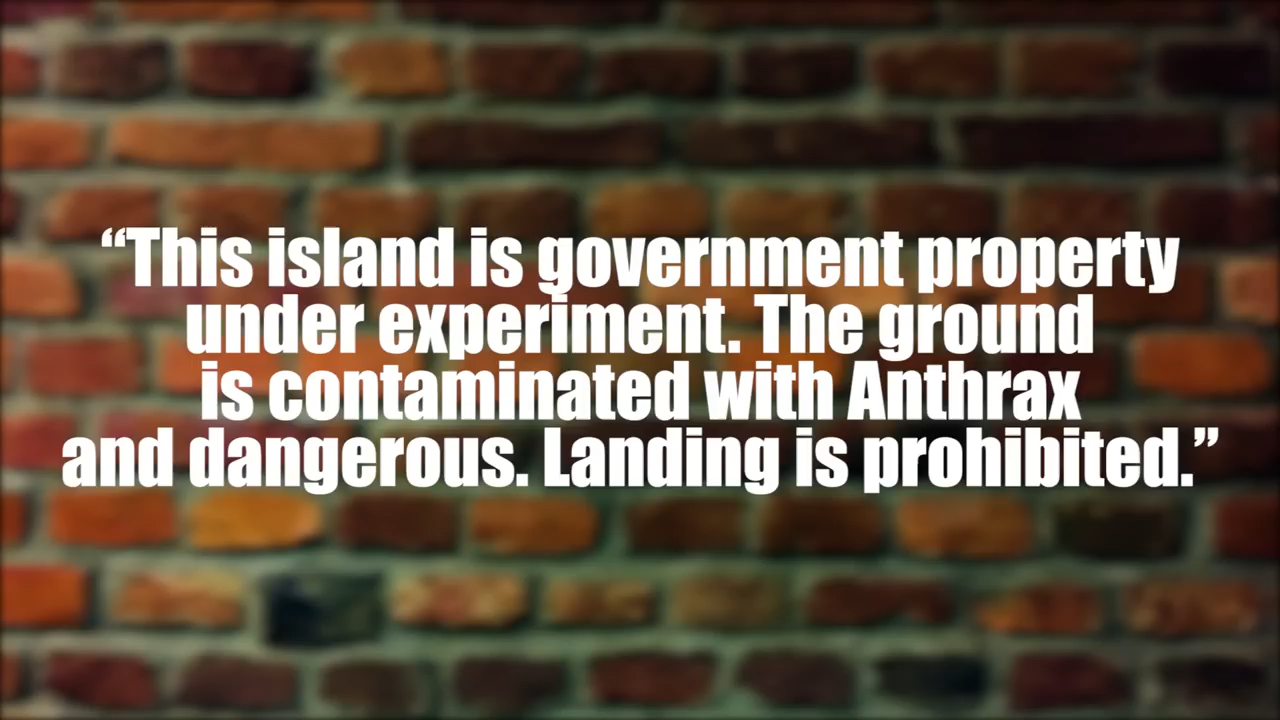 “This island is government property
under experiment. The ground
is contaminated with Anthrax
and dangerous. Landing is prohibited.”